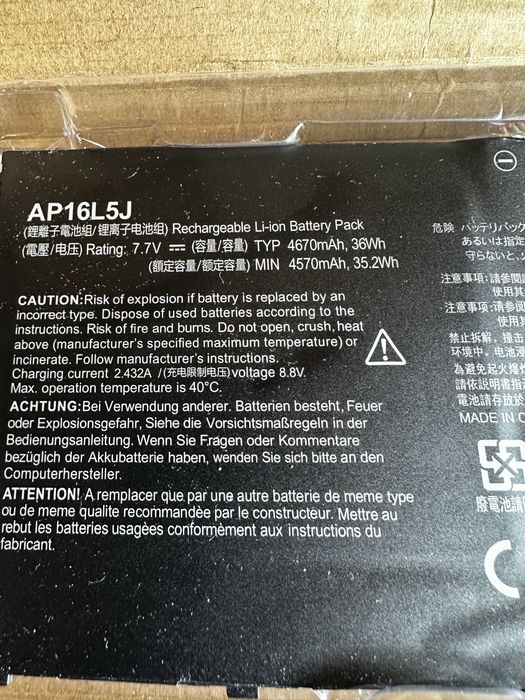 AP16L5J
(鋰離子電池組/锂离子电池组) Rechargeable Li-ion Battery Pack
(電壓/电压) Rating: 7.7V ⎓ (容量/容量) TYP 4670mAh, 36Wh
(額定容量/额定容量) MIN 4570mAh, 35.2Wh
CAUTION:Risk of explosion if battery is replaced by an
incorrect type. Dispose of used batteries according to the
instructions. Risk of fire and burns. Do not open, crush, heat
above (manufacturer's specified maximum temperature) or
incinerate. Follow manufacturer's instructions.
Charging current 2.432A /(充电限制电压)voltage 8.8V.
Max. operation temperature is 40°C.
ACHTUNG:Bei Verwendung anderer. Batterien besteht, Feuer
oder Explosionsgefahr, Siehe die Vorsichtsmaßregeln in der
Bedienungsanleitung. Wenn Sie Fragen oder Kommentare
bezüglich der Akkubatterie haben, wenden Sie sich bitte an den
Computerhersteller.
ATTENTION! A remplacer que par une autre batterie de meme type
ou de meme qualite recommandèe par le constructeur. Mettre au
rebut les batteries usagèes conformèment aux instructions du
fabricant.
危険 バッテリパック
あるいは指定
守らないと、
注意事項:請參閱
使用其
注意事项:请参阅
使用其
禁止拆解、撞击
环境中。电池浸
為避免起火爆炸
請依說明書指
電池請存放於
MADE IN C
廢電池請